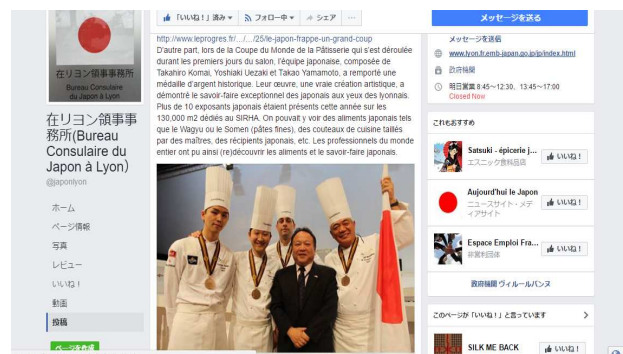 在リヨン領事事務所
Bureau Consulaire
du Japon à Lyon
在リヨン領事事
務所(Bureau
Consulaire du
Japon à Lyon)
@japonlyon
ホーム
ページ情報
写真
レビュー
いいね！
動画
投稿
ページを作成
「いいね！」済み
フォロー中
シェア
http://www.leprogres.fr/…/…/25/le-japon-frappe-un-grand-coup
D'autre part, lors de la Coupe du Monde de la Pâtisserie qui s'est déroulée
durant les premiers jours du salon, l'équipe japonaise, composée de
Takahiro Komai, Yoshiaki Uezaki et Takao Yamamoto, a remporté une
médaille d'argent historique. Leur œuvre, une vraie création artistique, a
démontré le savoir-faire exceptionnel des japonais aux yeux des lyonnais.
Plus de 10 exposants japonais étaient présents cette année sur les
130,000 m2 dédiés au SIRHA. On pouvait y voir des aliments japonais tels
que le Wagyu ou le Somen (pâtes fines), des couteaux de cuisine taillés
par des maîtres, des récipients japonais, etc. Les professionnels du monde
entier ont pu ainsi (re)découvrir les aliments et le savoir-faire japonais.
メッセージを送る
メッセージを送信
www.lyon.fr.emb-japan.go.jp/jp/index.html
政府機関
明日営業 8:45～12:30、13:45～17:00
Closed Now
これもおすすめ
Satsuki - épicerie j...
エスニック食料品店
いいね！
Aujourd'hui le Japon
ニュースサイト・メデ
ィアサイト
いいね！
Espace Emploi Fra...
非営利団体
いいね！
政府機関 ヴィルールバンヌ
このページが「いいね！」と言っています
SILK ME BACK
いいね！